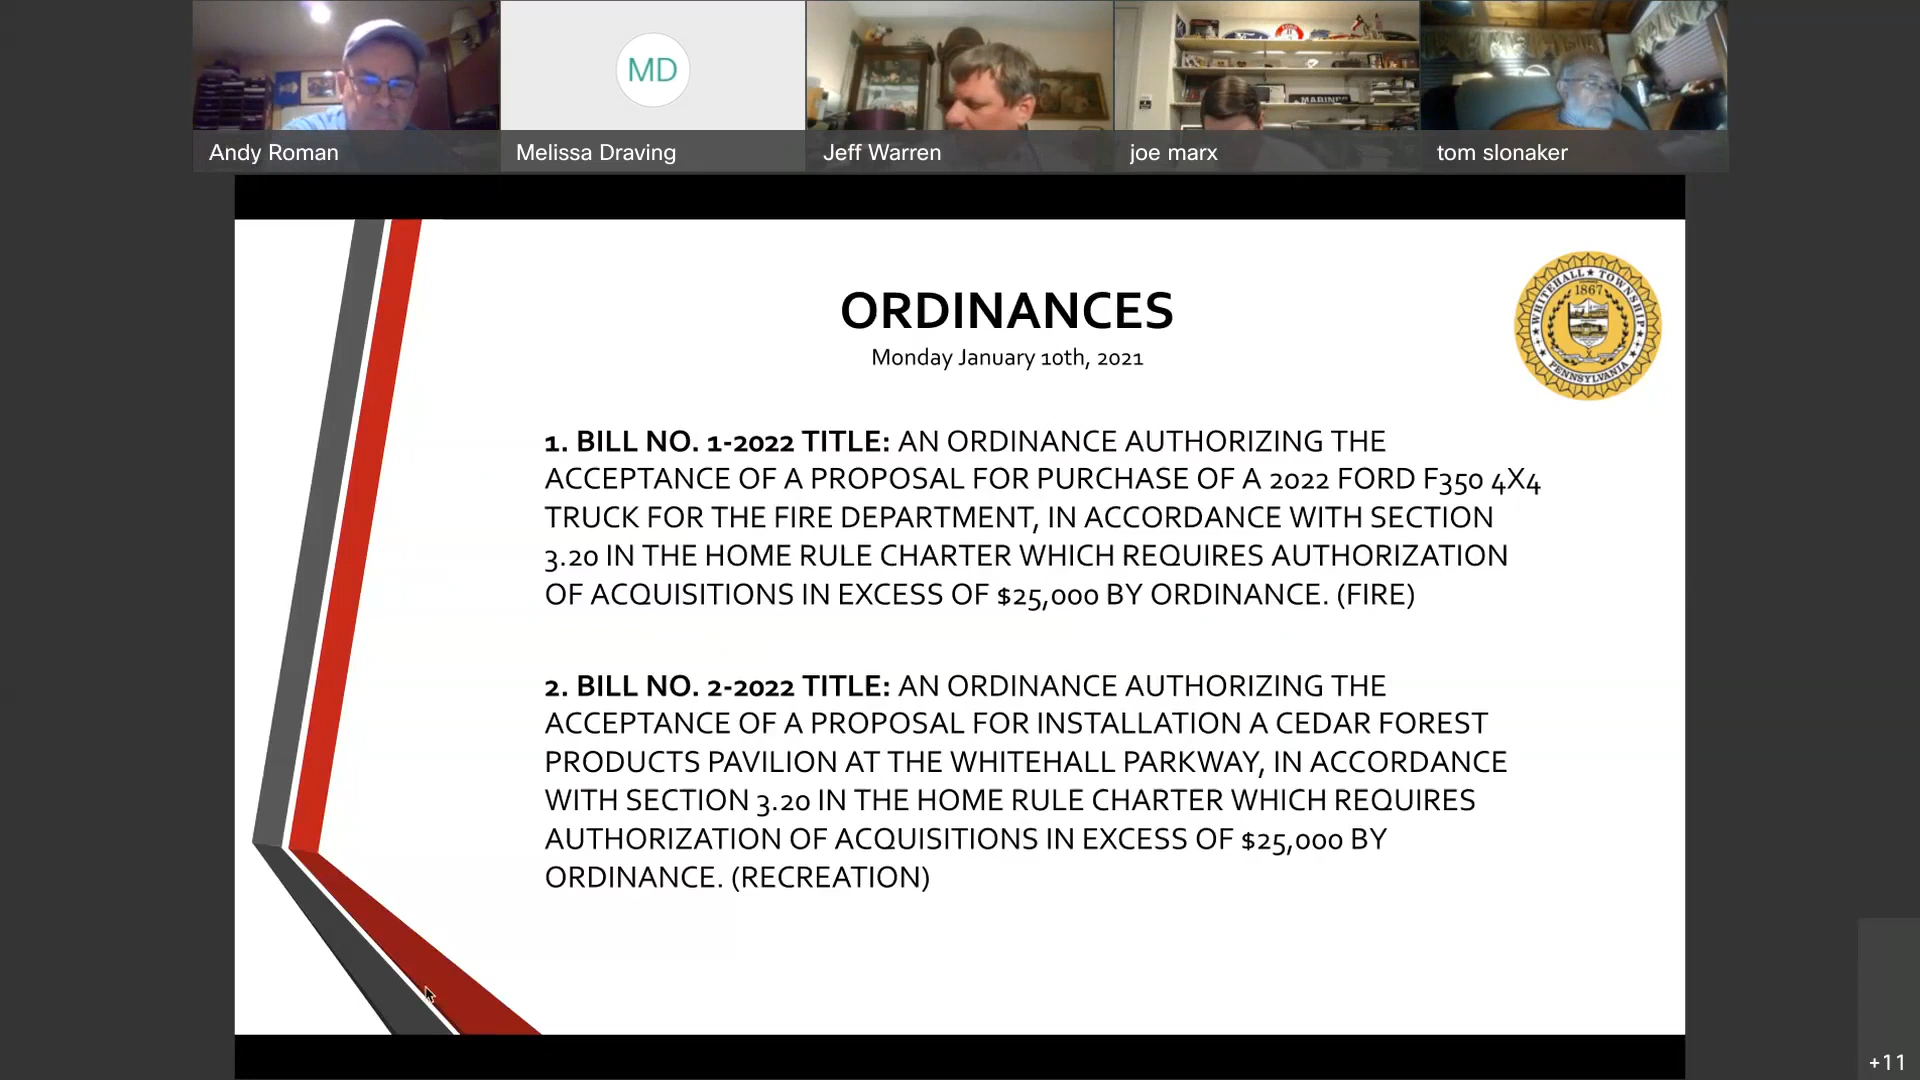 MD
MARINES
Andy Roman
Melissa Draving
Jeff Warren
joe marx
tom slonaker
ORDINANCES
Monday January 10th, 2021
WHITEHALL ★ TOWNSHIP
1867
PENNSYLVANIA
1. BILL NO. 1-2022 TITLE: AN ORDINANCE AUTHORIZING THE
ACCEPTANCE OF A PROPOSAL FOR PURCHASE OF A 2022 FORD F350 4X4
TRUCK FOR THE FIRE DEPARTMENT, IN ACCORDANCE WITH SECTION
3.20 IN THE HOME RULE CHARTER WHICH REQUIRES AUTHORIZATION
OF ACQUISITIONS IN EXCESS OF $25,000 BY ORDINANCE. (FIRE)
2. BILL NO. 2-2022 TITLE: AN ORDINANCE AUTHORIZING THE
ACCEPTANCE OF A PROPOSAL FOR INSTALLATION A CEDAR FOREST
PRODUCTS PAVILION AT THE WHITEHALL PARKWAY, IN ACCORDANCE
WITH SECTION 3.20 IN THE HOME RULE CHARTER WHICH REQUIRES
AUTHORIZATION OF ACQUISITIONS IN EXCESS OF $25,000 BY
ORDINANCE. (RECREATION)
+11